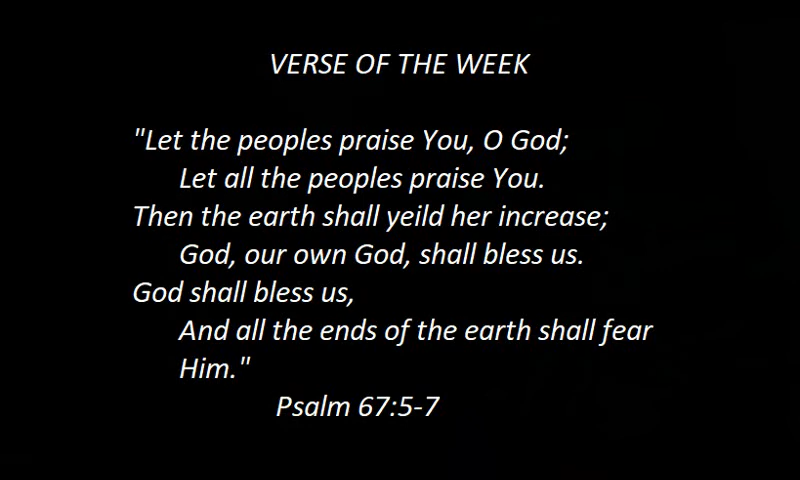 VERSE OF THE WEEK
"Let the peoples praise You, O God;
Let all the peoples praise You.
Then the earth shall yeild her increase;
God, our own God, shall bless us.
God shall bless us,
And all the ends of the earth shall fear
Him."
Psalm 67:5-7